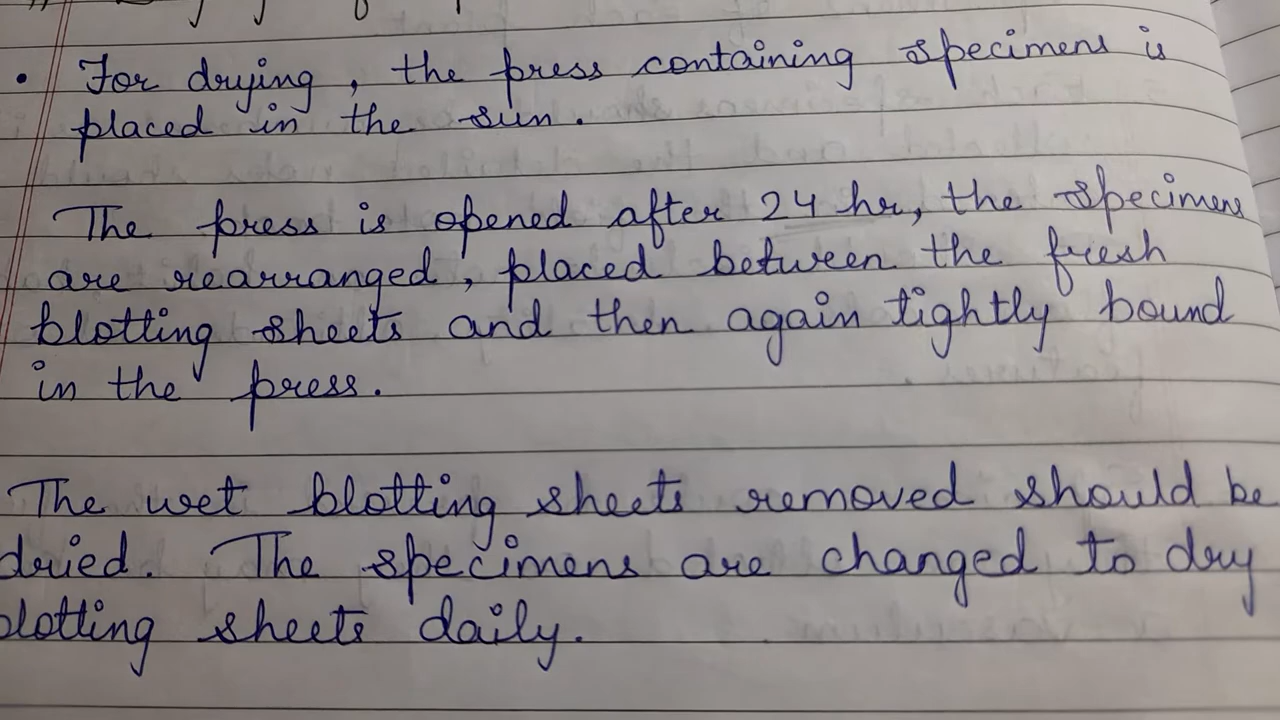 • For drying, the press containing specimens is
placed in the sun.
The press is opened after 24 hr, the specimens
are rearranged, placed between the fresh
blotting sheets and then again tightly bound
in the press.
The wet blotting sheets removed should be
dried. The specimens are changed to dry
blotting sheets daily.